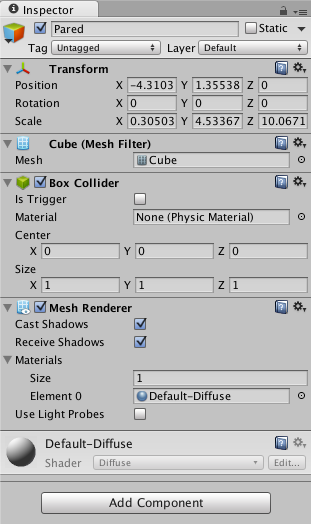 Inspector
Pared Static
Tag Untagged Layer Default
Transform
Position X -4.3103 Y 1.35538 Z 0
Rotation X 0 Y 0 Z 0
Scale X 0.30503 Y 4.53367 Z 10.0671
Cube (Mesh Filter)
Mesh Cube
Box Collider
Is Trigger
Material None (Physic Material)
Center
X 0 Y 0 Z 0
Size
X 1 Y 1 Z 1
Mesh Renderer
Cast Shadows
Receive Shadows
Materials
Size 1
Element 0 Default-Diffuse
Use Light Probes
Default-Diffuse
Shader Diffuse Edit...
Add Component